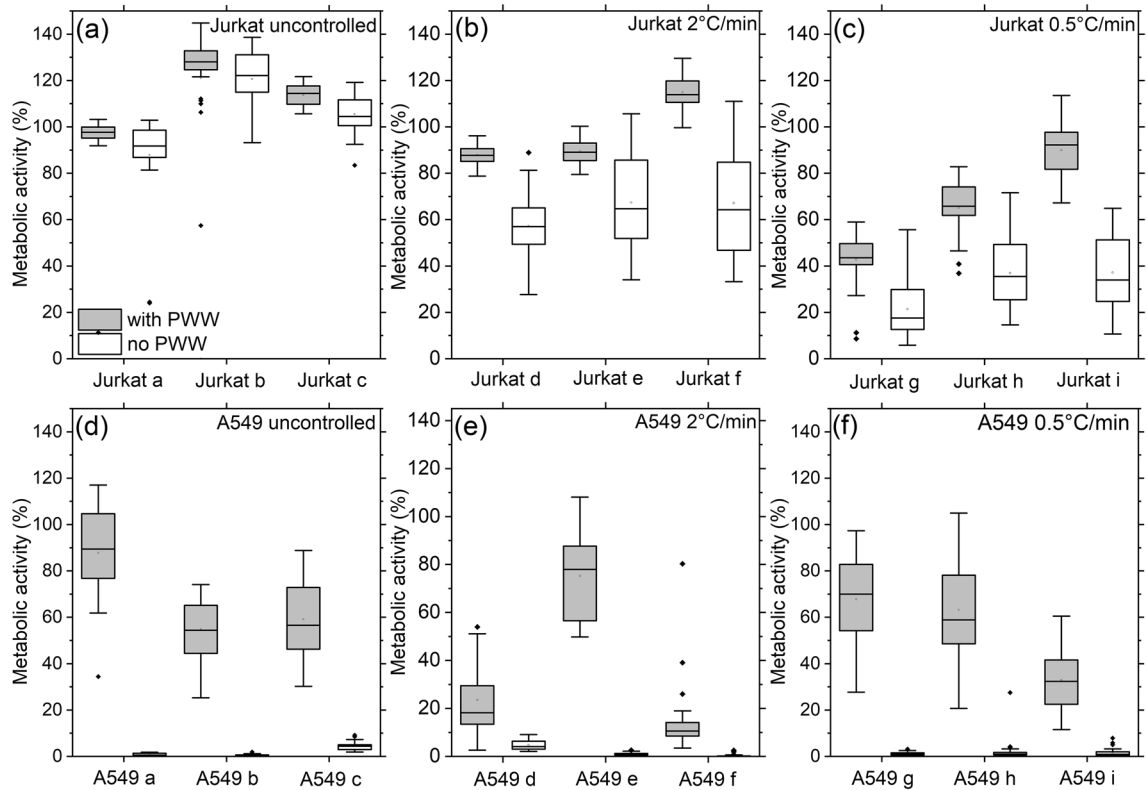 (a)
Jurkat uncontrolled
Metabolic activity (%)
140
120
100
80
60
40
20
0
with PWW
no PWW
Jurkat a
Jurkat b
Jurkat c
(b)
Jurkat 2°C/min
Metabolic activity (%)
140
120
100
80
60
40
20
0
Jurkat d
Jurkat e
Jurkat f
(c)
Jurkat 0.5°C/min
Metabolic activity (%)
140
120
100
80
60
40
20
0
Jurkat g
Jurkat h
Jurkat i
(d)
A549 uncontrolled
Metabolic activity (%)
140
120
100
80
60
40
20
0
A549 a
A549 b
A549 c
(e)
A549 2°C/min
Metabolic activity (%)
140
120
100
80
60
40
20
0
A549 d
A549 e
A549 f
(f)
A549 0.5°C/min
Metabolic activity (%)
140
120
100
80
60
40
20
0
A549 g
A549 h
A549 i